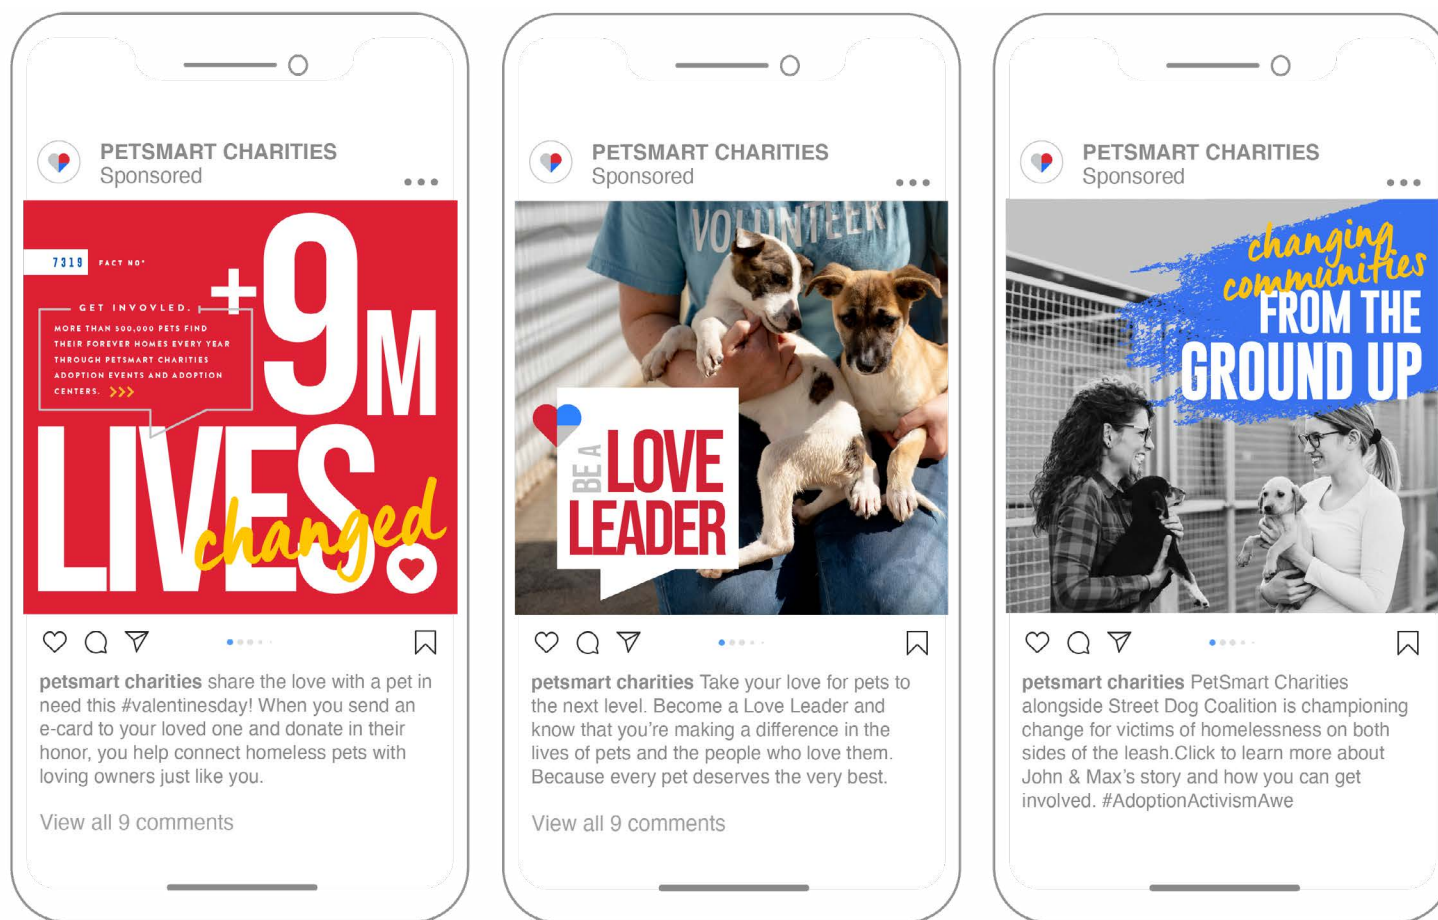 PETSMART CHARITIES
Sponsored
7319 FACT NO*
+9M
GET INVOVLED.
MORE THAN 500,000 PETS FIND
THEIR FOREVER HOMES EVERY YEAR
THROUGH PETSMART CHARITIES
ADOPTION EVENTS AND ADOPTION
CENTERS. >>>
LIVES
changed
petsmart charities share the love with a pet in
need this #valentinesday! When you send an
e-card to your loved one and donate in their
honor, you help connect homeless pets with
loving owners just like you.
View all 9 comments
PETSMART CHARITIES
Sponsored
VOLUNTEER
BE A
LOVE
LEADER
petsmart charities Take your love for pets to
the next level. Become a Love Leader and
know that you’re making a difference in the
lives of pets and the people who love them.
Because every pet deserves the very best.
View all 9 comments
PETSMART CHARITIES
Sponsored
changing
communities
FROM THE
GROUND UP
petsmart charities PetSmart Charities
alongside Street Dog Coalition is championing
change for victims of homelessness on both
sides of the leash.Click to learn more about
John & Max’s story and how you can get
involved. #AdoptionActivismAwe